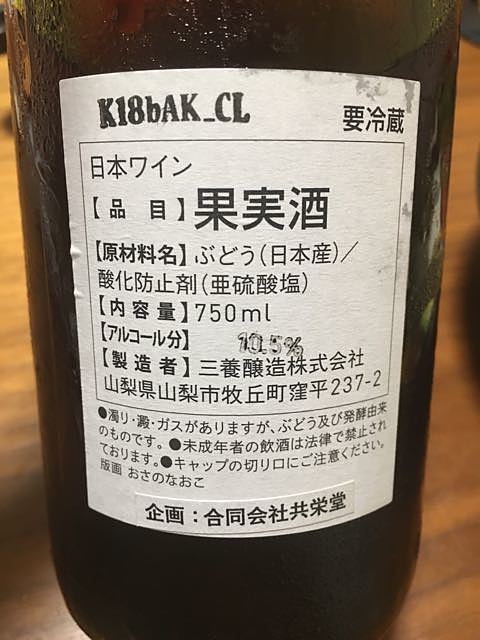 K18bAK_CL 要冷蔵
日本ワイン
【品 目】果実酒
【原材料名】ぶどう(日本産)/
酸化防止剤(亜硫酸塩)
【内容量】750ml
【アルコール分】 10.5%
【製造者】三養醸造株式会社
山梨県山梨市牧丘町窪平237-2
●濁り・澱・ガスがありますが、ぶどう及び発酵由来
のものです。●未成年者の飲酒は法律で禁止され
ております。●キャップの切り口にご注意ください。
版画 おさのなおこ
企画:合同会社共栄堂